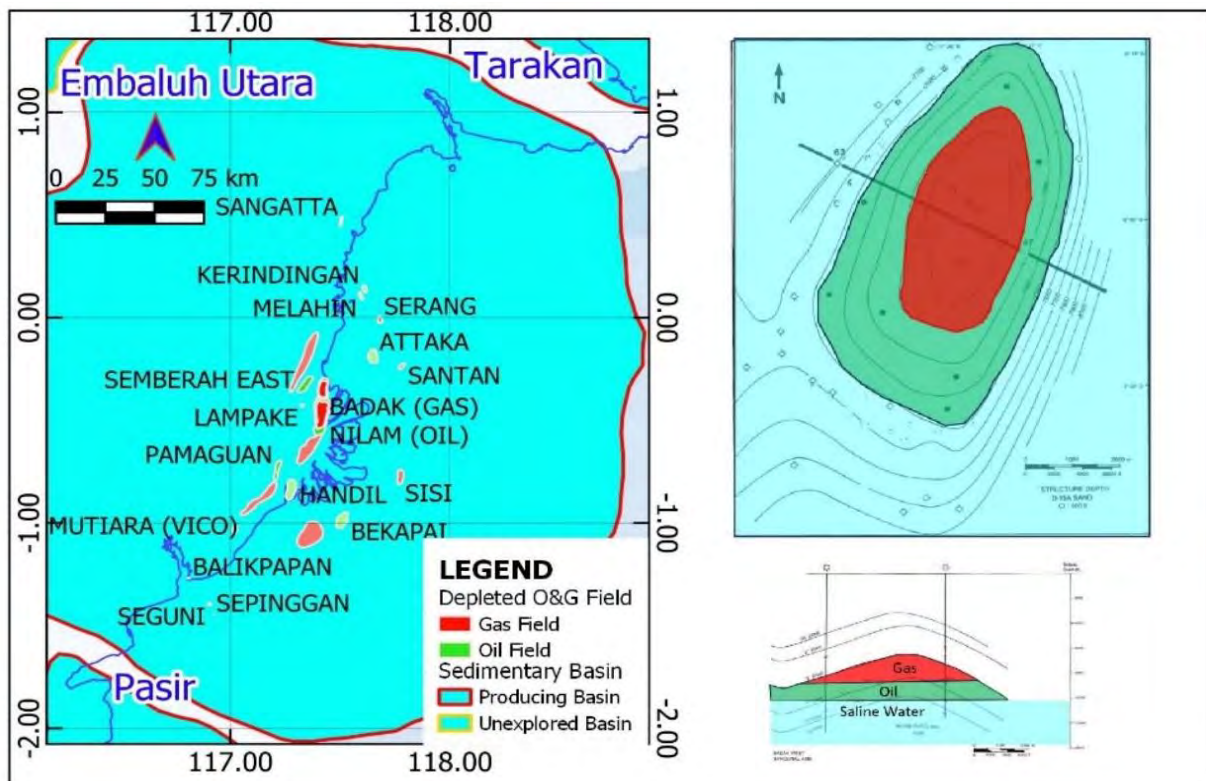 117.00 118.00
Embaluh Utara
Tarakan
1.00
1.00
0 25 50 75 km
SANGATTA
KERINDINGAN
MELAHIN
SERANG
0.00
0.00
ATTAKA
SEMBERAH EAST
SANTAN
LAMPAKE
BADAK (GAS)
NILAM (OIL)
PAMAGUAN
HANDIL
SISI
-1.00
-1.00
MUTIARA (VICO)
BEKAPAI
BALIKPAPAN
SEPINGGAN
SEGUNI
Pasir
-2.00
-2.00
117.00 118.00
LEGEND
Depleted O&G Field
Gas Field
Oil Field
Sedimentary Basin
Producing Basin
Unexplored Basin
N
63
STRUCTURE DEPTH
Gas
Oil
Saline Water